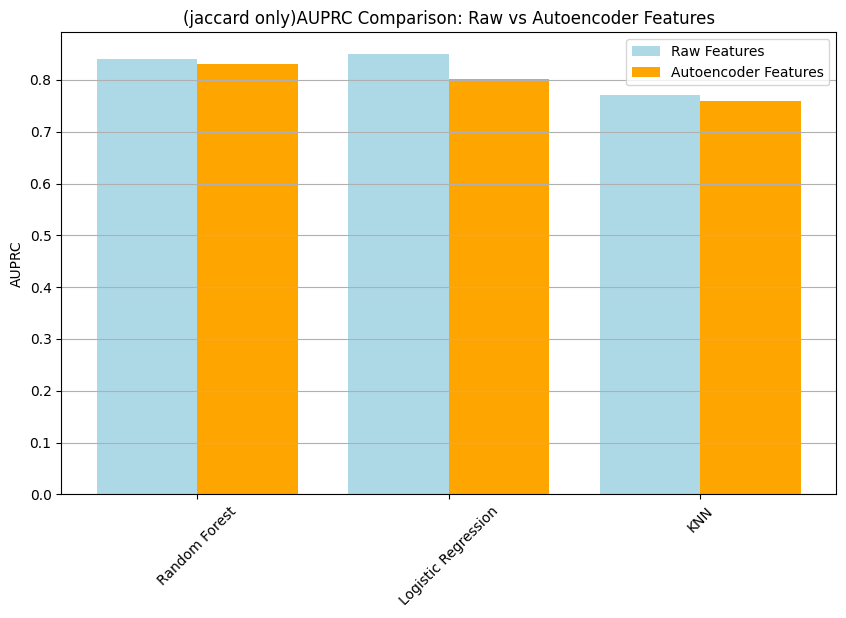 (jaccard only)AUPRC Comparison: Raw vs Autoencoder Features
Raw Features
Autoencoder Features
AUPRC
0.8
0.7
0.6
0.5
0.4
0.3
0.2
0.1
0.0
Random Forest
Logistic Regression
KNN